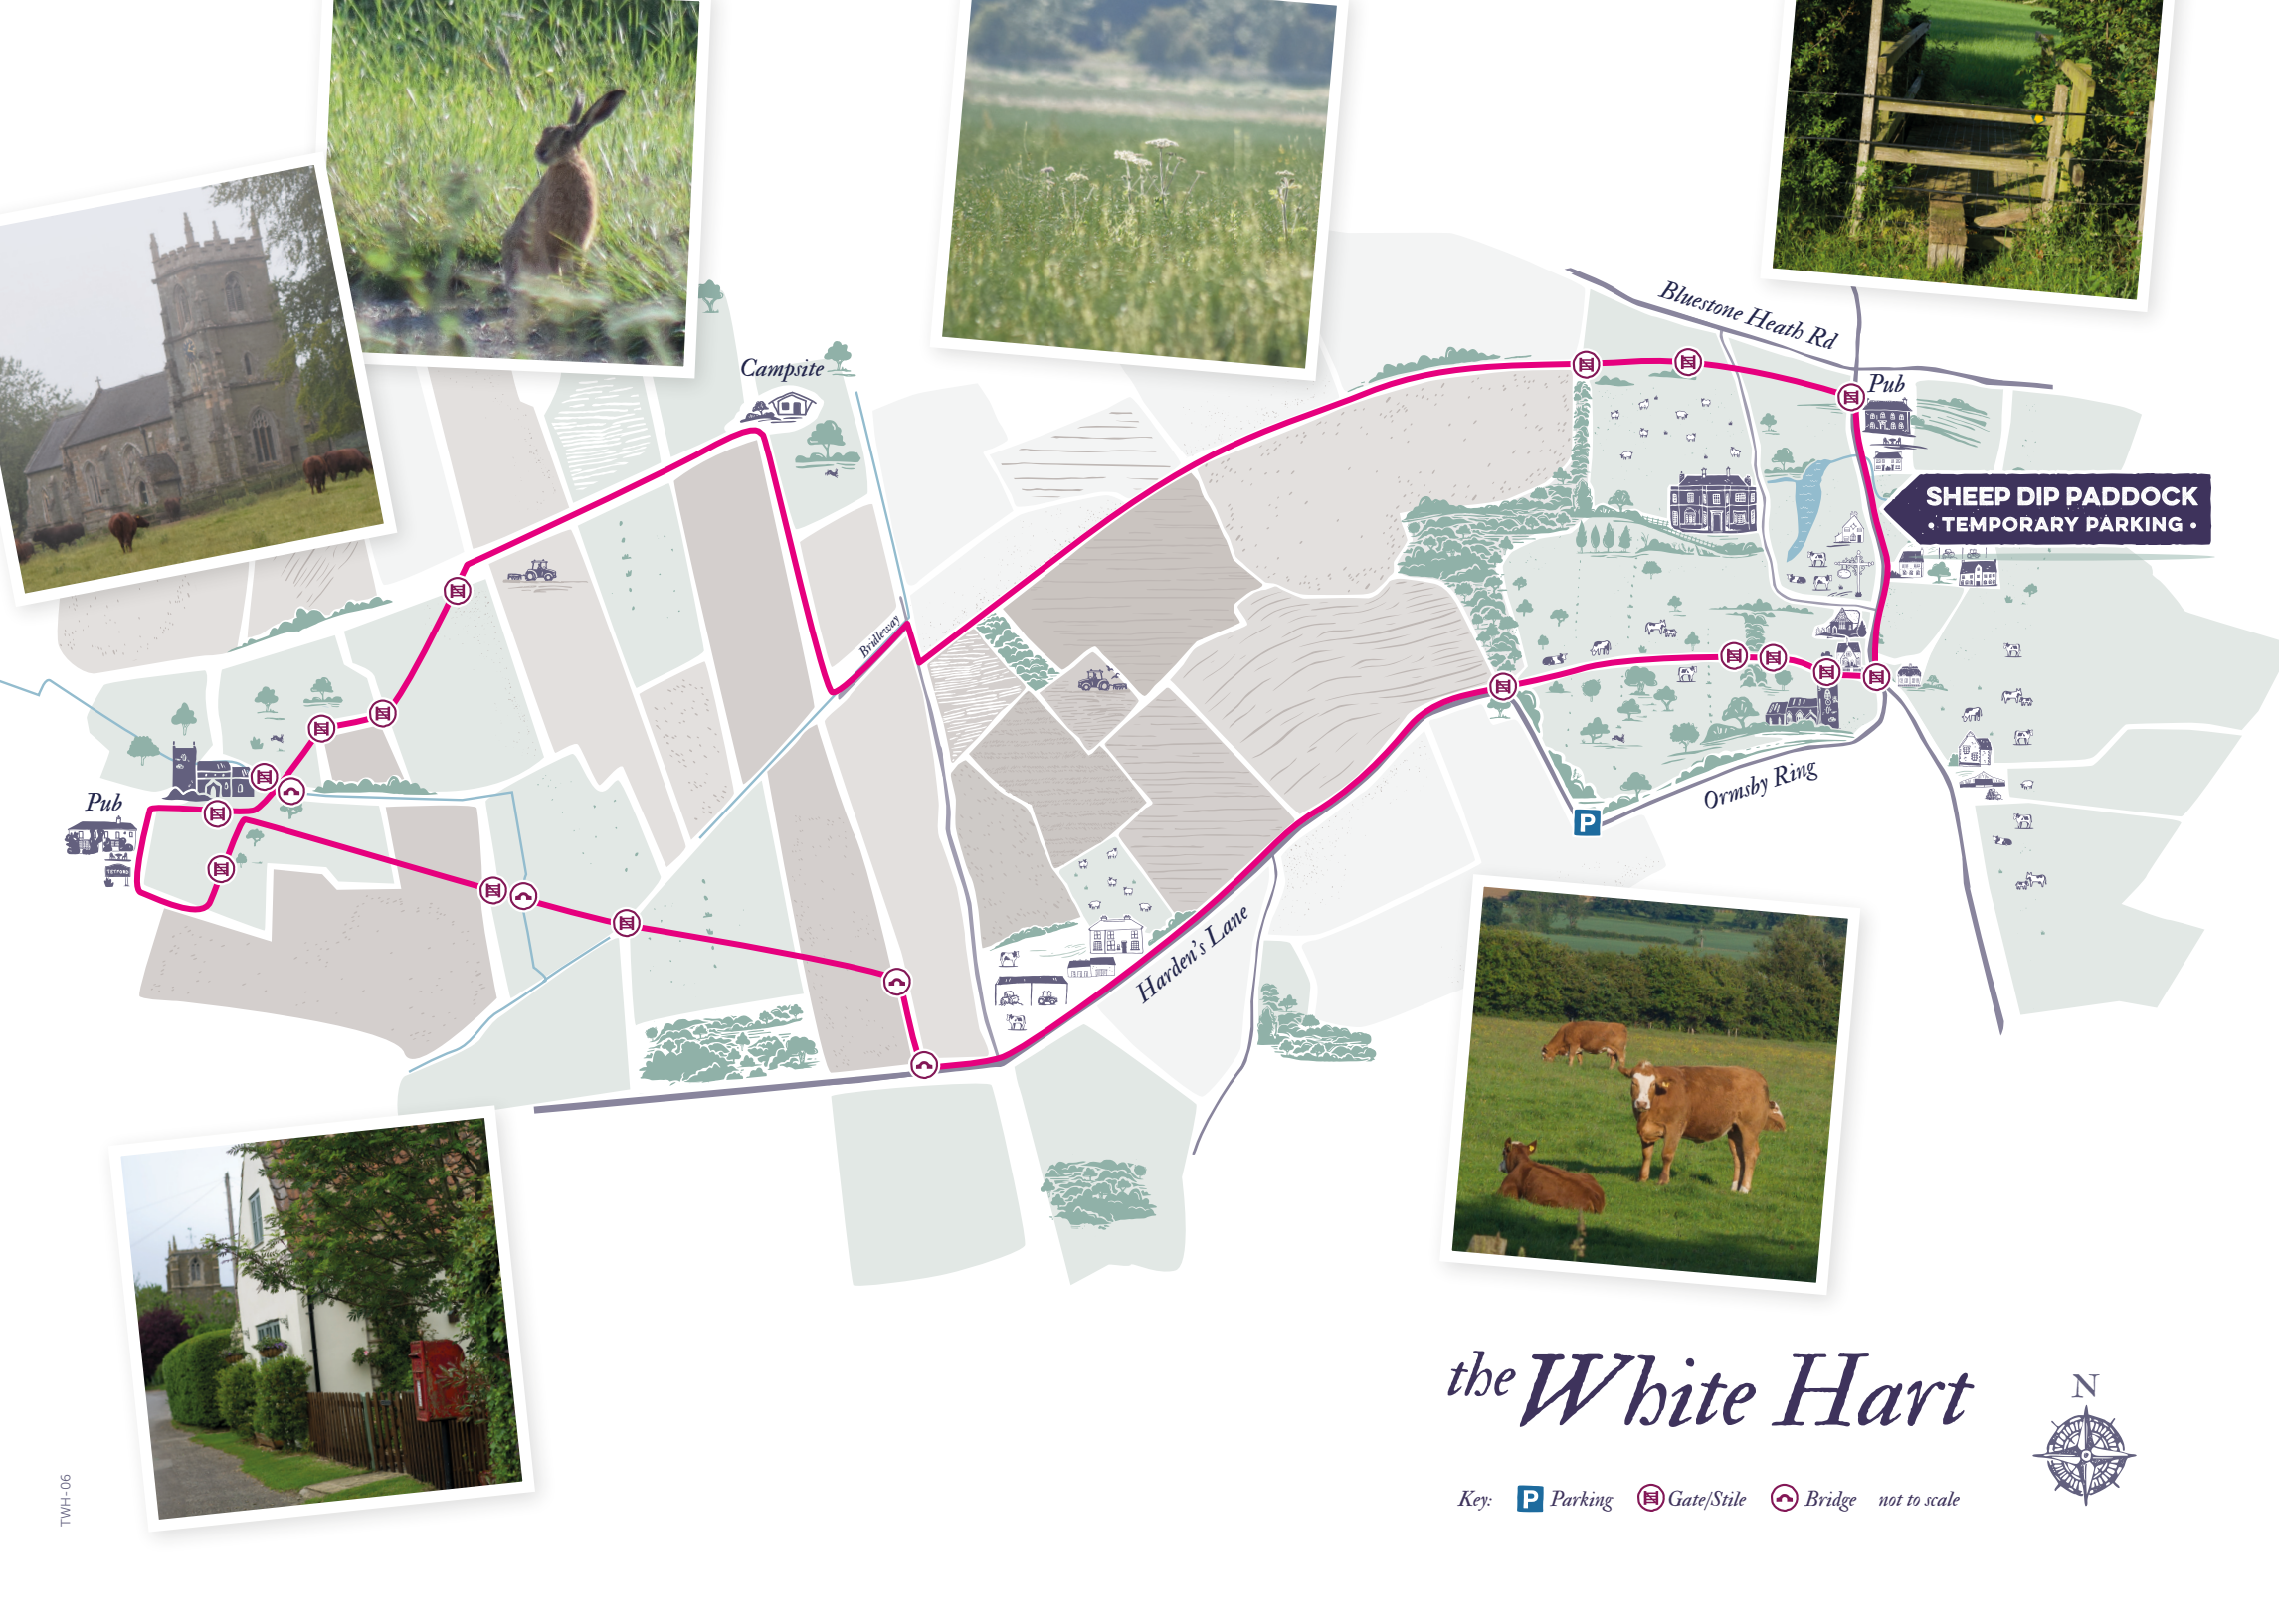 Bluestone Heath Rd
Campsite
Pub
SHEEP DIP PADDOCK
• TEMPORARY PARKING •
Bridleway
Pub
TETFORD
Ormsby Ring
P
Harden's Lane
the White Hart
N
Key: P Parking Gate/Stile Bridge not to scale
TWH-06